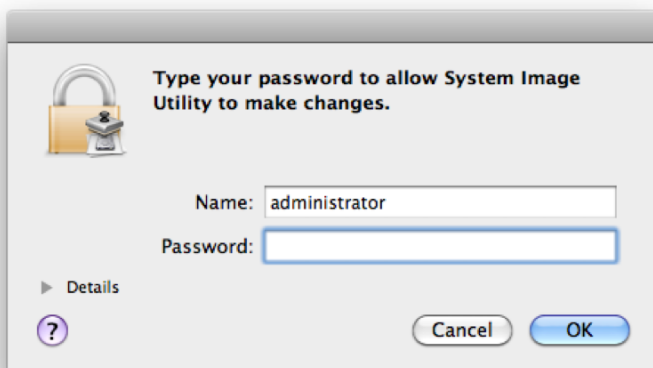 Type your password to allow System Image
Utility to make changes.
Name: administrator
Password:
Details
?
Cancel OK